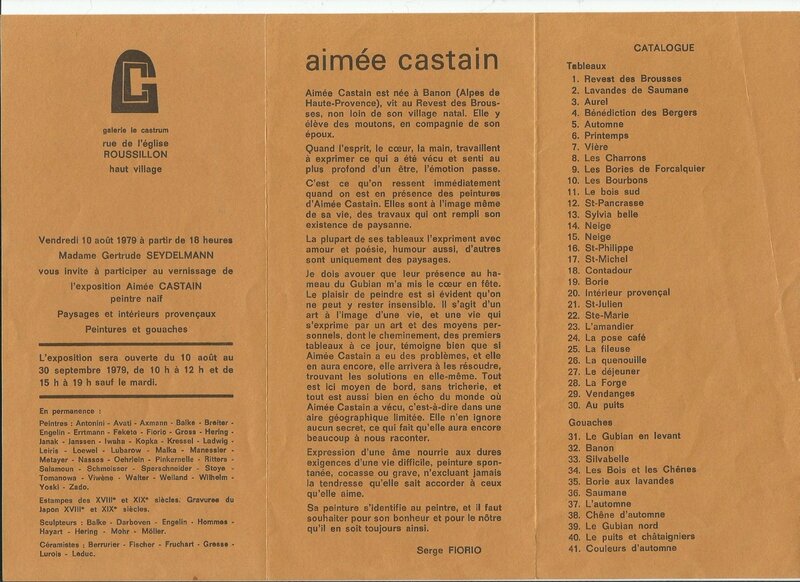 galerie le castrum
rue de l'église
ROUSSILLON
haut village
Vendredi 10 août 1979 à partir de 18 heures
Madame Gertrude SEYDELMANN
vous invite à participer au vernissage de
l'exposition Aimée CASTAIN
peintre naïf
Paysages et intérieurs provençaux
Peintures et gouaches
L'exposition sera ouverte du 10 août au
30 septembre 1979, de 10 h à 12 h et de
15 h à 19 h sauf le mardi.
En permanence :
Peintres : Antonini - Avati - Axmann - Balke - Breiter -
Engelin - Errtmann - Fekete - Fiorio - Gross - Hering -
Janak - Janssen - Iwaha - Kopka - Kressel - Ladwig -
Leiris - Loewel - Lubarow - Malka - Manessier -
Metayer - Nassos - Oehrlein - Pinkernelle - Ritters -
Salamoun - Schmeisser - Sperschneider - Stoye -
Tomanowa - Vivène - Walter - Weiland - Wilhelm -
Yoski - Zado.
Estampes des XVIIIe et XIXe siècles. Gravures du
Japon XVIIIe et XIXe siècles.
Sculpteurs : Balke - Darboven - Engelin - Hommes -
Hayart - Hering - Mohr - Möller.
Céramistes : Berrurier - Fischer - Fruchart - Gresse -
Lurois - Leduc.
aimée castain
Aimée Castain est née à Banon (Alpes de
Haute-Provence), vit au Revest des Brous-
ses, non loin de son village natal. Elle y
élève des moutons, en compagnie de son
époux.
Quand l'esprit, le cœur, la main, travaillent
à exprimer ce qui a été vécu et senti au
plus profond d'un être, l'émotion passe.
C'est ce qu'on ressent immédiatement
quand on est en présence des peintures
d'Aimée Castain. Elles sont à l'image même
de sa vie, des travaux qui ont rempli son
existence de paysanne.
La plupart de ses tableaux l'expriment avec
amour et poésie, humour aussi, d'autres
sont uniquement des paysages.
Je dois avouer que leur présence au ha-
meau du Gubian m'a mis le cœur en fête.
Le plaisir de peindre est si évident qu'on
ne peut y rester insensible. Il s'agit d'un
art à l'image d'une vie, et une vie qui
s'exprime par un art et des moyens per-
sonnels, dont le cheminement, des premiers
tableaux à ce jour, témoigne bien que si
Aimée Castain a eu des problèmes, et elle
en aura encore, elle arrivera à les résoudre,
trouvant les solutions en elle-même. Tout
est ici moyen de bord, sans tricherie, et
tout est aussi bien en écho du monde où
Aimée Castain a vécu, c'est-à-dire dans une
aire géographique limitée. Elle n'en ignore
aucun secret, ce qui fait qu'elle aura encore
beaucoup à nous raconter.
Expression d'une âme nourrie aux dures
exigences d'une vie difficile, peinture spon-
tanée, cocasse ou grave, n'excluant jamais
la tendresse qu'elle sait accorder à ceux
qu'elle aime.
Sa peinture s'identifie au peintre, et il faut
souhaiter pour son bonheur et pour le nôtre
qu'il en soit toujours ainsi.
Serge FIORIO
CATALOGUE
Tableaux
1. Revest des Brousses
2. Lavandes de Saumane
3. Aurel
4. Bénédiction des Bergers
5. Automne
6. Printemps
7. Vière
8. Les Charrons
9. Les Bories de Forcalquier
10. Les Bourbons
11. Le bois sud
12. St-Pancrasse
13. Sylvia belle
14. Neige
15. Neige
16. St-Philippe
17. St-Michel
18. Contadour
19. Borie
20. Intérieur provençal
21. St-Julien
22. Ste-Marie
23. L'amandier
24. La pose café
25. La fileuse
26. La quenouille
27. Le déjeuner
28. La Forge
29. Vendanges
30. Au puits
Gouaches
31. Le Gubian en levant
32. Banon
33. Silvabelle
34. Les Bois et les Chênes
35. Borie aux lavandes
36. Saumane
37. L'automne
38. Chêne d'automne
39. Le Gubian nord
40. Le puits et châtaigniers
41. Couleurs d'automne